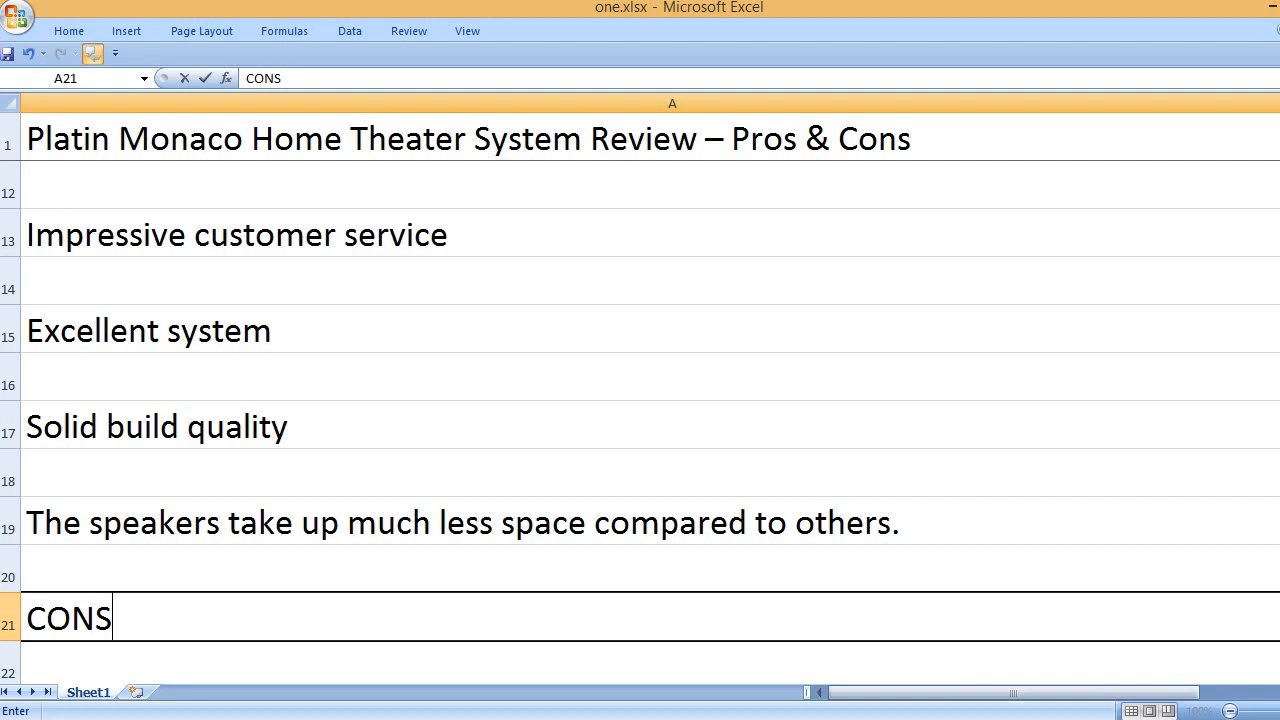 one.xlsx - Microsoft Excel
Home Insert Page Layout Formulas Data Review View
A21 fx CONS
A
1 Platin Monaco Home Theater System Review – Pros & Cons
12
13 Impressive customer service
14
15 Excellent system
16
17 Solid build quality
18
19 The speakers take up much less space compared to others.
20
21 CONS
22
Sheet1
Enter 100%